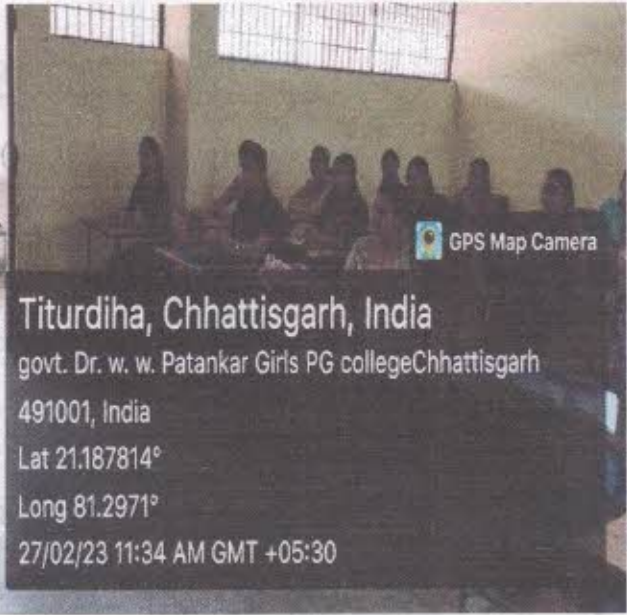 GPS Map Camera
Titurdiha, Chhattisgarh, India
govt. Dr. w. w. Patankar Girls PG collegeChhattisgarh
491001, India
Lat 21.187814°
Long 81.2971°
27/02/23 11:34 AM GMT +05:30